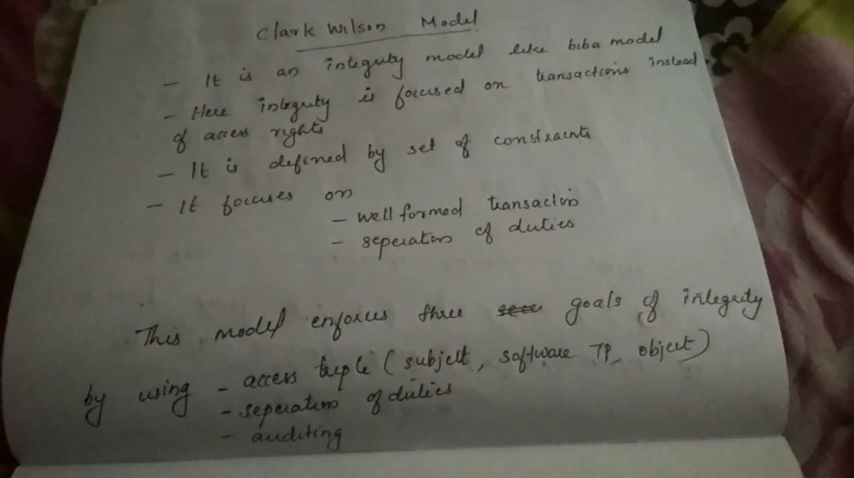 Clark Wilson Model
- It is an integrity model like biba model
- Here integrity is focused on transactions instead
of access rights
- It is defined by set of constraints
- It focuses on
- well formed transactions
- seperation of duties
This model enforces three goals of integrity
by using - access triple (subject, software TP, object)
- seperation of duties
- auditing